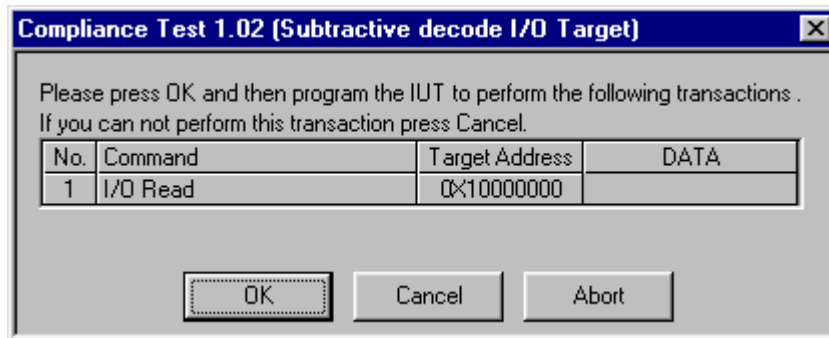 Compliance Test 1.02 (Subtractive decode I/O Target)
Please press OK and then program the IUT to perform the following transactions .
If you can not perform this transaction press Cancel.
No. Command Target Address DATA
1 I/O Read 0X10000000
OK Cancel Abort